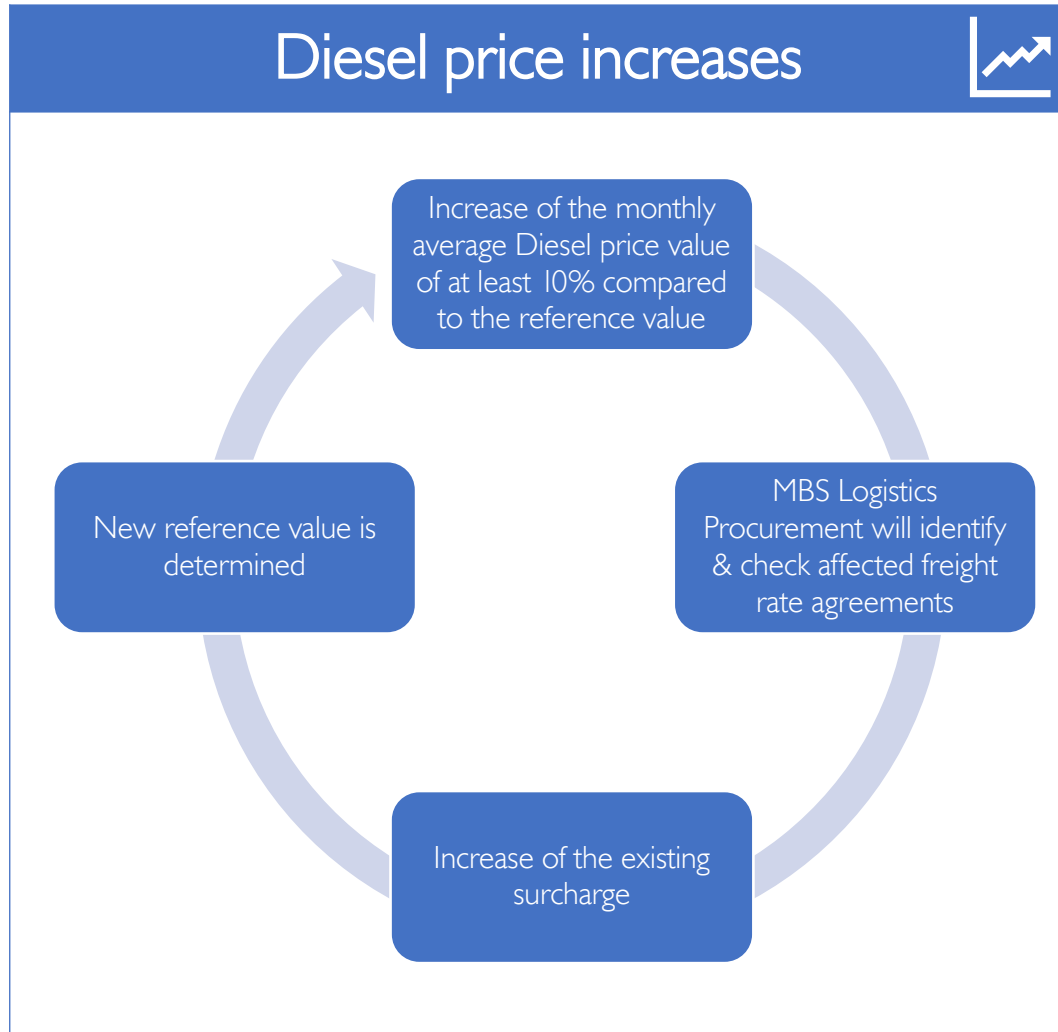 Diesel price increases
Increase of the monthly
average Diesel price value
of at least 10% compared
to the reference value
MBS Logistics
Procurement will identify
& check affected freight
rate agreements
Increase of the existing
surcharge
New reference value is
determined